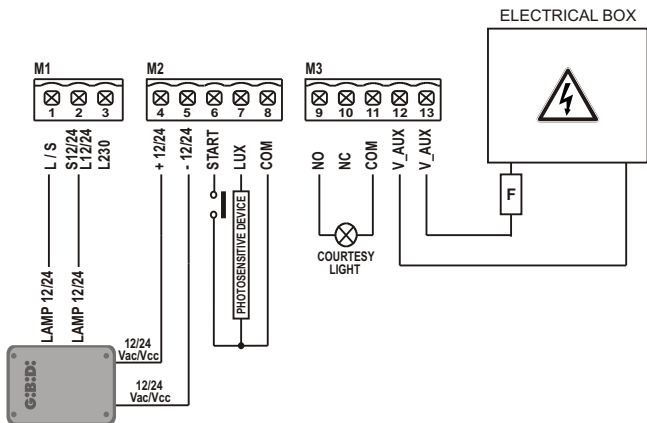 ELECTRICAL BOX
M1
M2
M3
1 2 3
4 5 6 7 8
9 10 11 12 13
L / S
S12/24
L12/24
L230
+ 12/24
- 12/24
START
LUX
COM
NO
NC
COM
V_AUX
V_AUX
F
COURTESY
LIGHT
PHOTOSENSITIVE DEVICE
LAMP 12/24
LAMP 12/24
12/24
Vac/Vcc
12/24
Vac/Vcc
GiBiDi